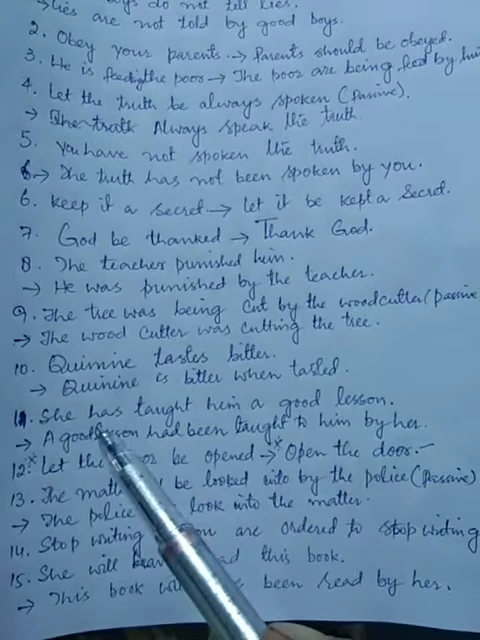 → Lies are not told by good boys.
2. Obey your parents. → Parents should be obeyed.
3. He is the poor → The poor are being fed by
4. Let the truth be always spoken (Passive).
→ Always speak the truth.
5. You have not spoken the truth.
→ The truth has not been spoken by you.
6. Keep it a secret → Let it be kept a secret.
7. God be thanked → Thank God.
8. The teacher punished him.
→ He was punished by the teacher.
9. The tree was being cut by the woodcutter (passive
→ The wood cutter was cutting the tree.
10. Quinine tastes bitter.
→ Quinine is bitter when tasted.
11. She has taught him a good lesson.
→ A good had been taught to him by her.
12. Let the be opened → Open the door.-
13. The be looked into by the police (Passive)
→ The police look into the matter.
14. Stop writing are ordered to stop writing
15. She will this book.
→ This book been read by her.